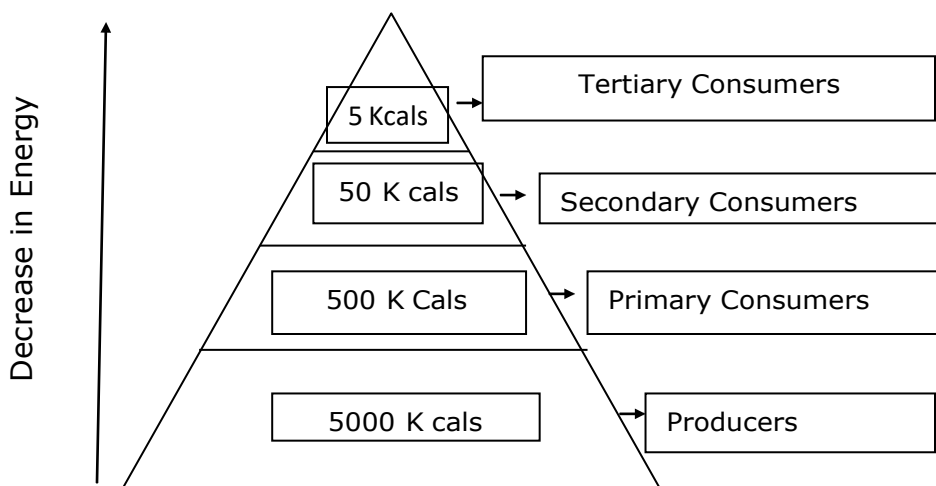 Decrease in Energy
5 Kcals
Tertiary Consumers
50 K cals
Secondary Consumers
500 K Cals
Primary Consumers
5000 K cals
Producers